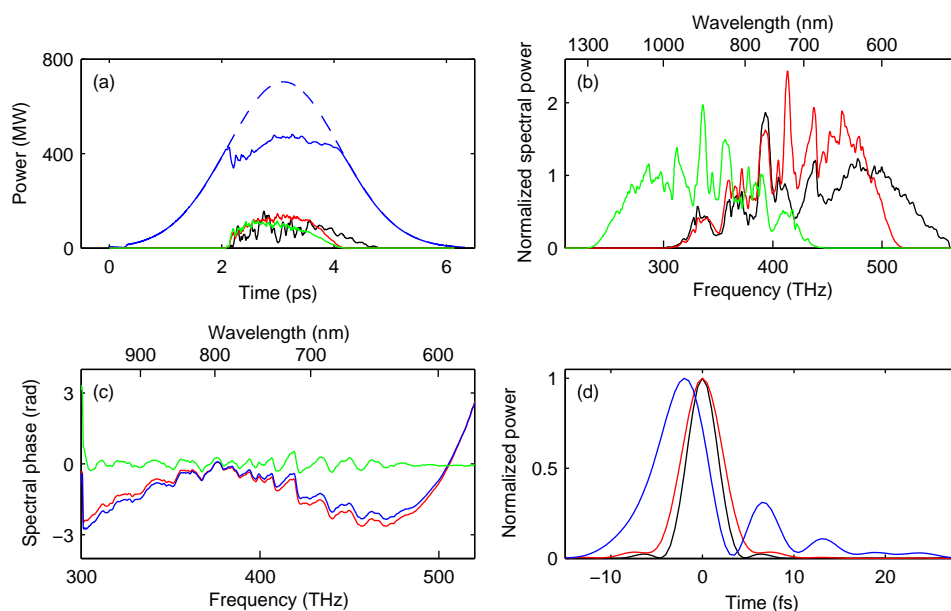 (a)
Power (MW)
800
400
0
0 2 4 6
Time (ps)
Wavelength (nm)
1300 1000 800 700 600
(b)
Normalized spectral power
2
1
0
300 400 500
Frequency (THz)
Wavelength (nm)
900 800 700 600
(c)
Spectral phase (rad)
3
0
−3
300 400 500
Frequency (THz)
(d)
Normalized power
1
0.5
0
−10 0 10 20
Time (fs)